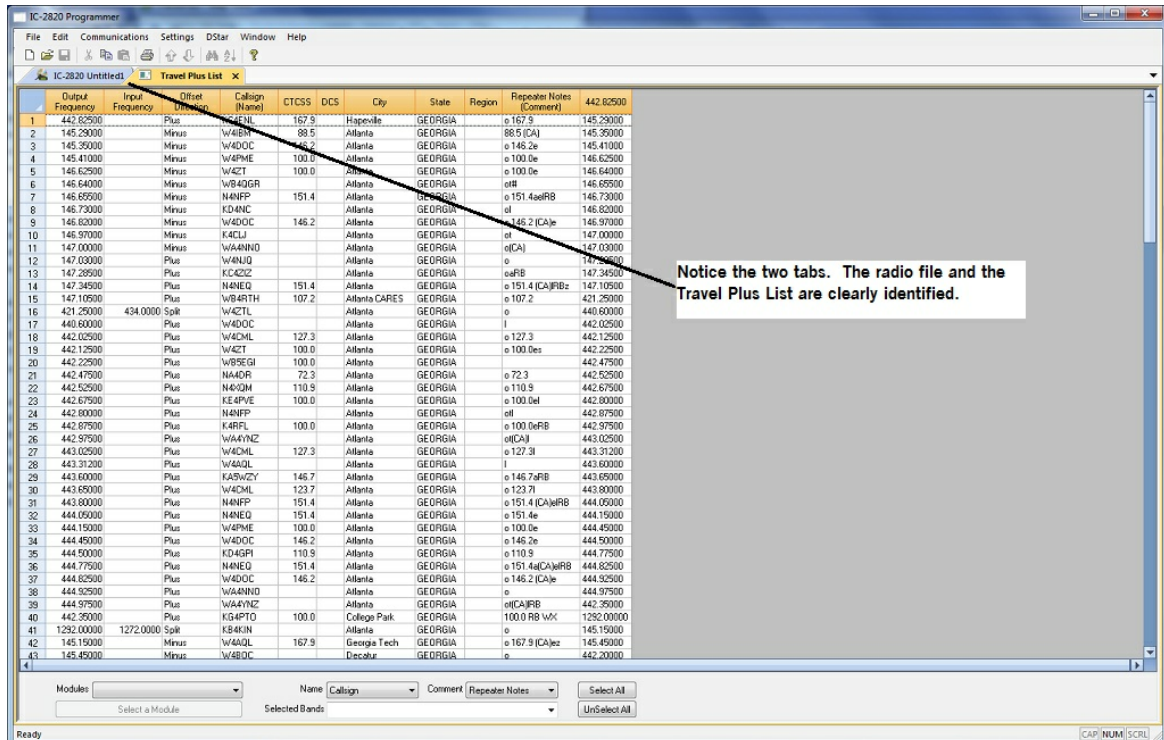 IC-2820 Programmer
File Edit Communications Settings DStar Window Help
IC-2820 Untitled1 Travel Plus List X
Output Frequency Input Frequency Offset Direction Callsign (Name) CTCSS DCS City State Region Repeater Notes (Comment) 442.82500
1 442.82500 Plus Hapeville GEORGIA o 167.9 145.29000
2 145.29000 Minus W4IBM 88.5 Atlanta GEORGIA 88.5 (CA) 145.35000
3 145.35000 Minus W4DOC 146.2 Atlanta GEORGIA o 146.2e 145.41000
4 145.41000 Minus W4PME 100.0 Atlanta GEORGIA o 100.0e 146.62500
5 146.62500 Minus W4ZT 100.0 Atlanta GEORGIA o 100.0e 146.64000
6 146.64000 Minus WB4QGR Atlanta GEORGIA ot# 146.65500
7 146.65500 Minus N4NFP 151.4 Atlanta GEORGIA o 151.4aelRB 146.73000
8 146.73000 Minus KD4NC Atlanta GEORGIA ol 146.82000
9 146.82000 Minus W4DOC 146.2 Atlanta GEORGIA 146.2 (CA)e 146.97000
10 146.97000 Minus K4CLJ Atlanta GEORGIA ot 147.00000
11 147.00000 Minus WA4NNO Atlanta GEORGIA o(CA) 147.03000
12 147.03000 Plus W4NJQ Atlanta GEORGIA o
13 147.28500 Plus KC4ZIZ Atlanta GEORGIA oaRB 147.34500
14 147.34500 Plus N4NEQ 151.4 Atlanta GEORGIA o 151.4 (CA)lRBz 147.10500
15 147.10500 Plus WB4RTH 107.2 Atlanta CARES GEORGIA o 107.2 421.25000
16 421.25000 434.0000 Split W4ZTL Atlanta GEORGIA o 440.60000
17 440.60000 Plus W4DOC Atlanta GEORGIA l 442.02500
18 442.02500 Plus W4CML 127.3 Atlanta GEORGIA o 127.3 442.12500
19 442.12500 Plus W4ZT 100.0 Atlanta GEORGIA o 100.0es 442.22500
20 442.22500 Plus WB5EGI 100.0 Atlanta GEORGIA 442.47500
21 442.47500 Plus NA4DR 72.3 Atlanta GEORGIA o 72.3 442.52500
22 442.52500 Plus N4XQM 110.9 Atlanta GEORGIA o 110.9 442.67500
23 442.67500 Plus KE4PVE 100.0 Atlanta GEORGIA o 100.0el 442.80000
24 442.80000 Plus N4NFP Atlanta GEORGIA otl 442.87500
25 442.87500 Plus K4RFL 100.0 Atlanta GEORGIA o 100.0eRB 442.97500
26 442.97500 Plus WA4YNZ Atlanta GEORGIA ot(CA)l 443.02500
27 443.02500 Plus W4CML 127.3 Atlanta GEORGIA o 127.3l 443.31200
28 443.31200 Plus W4AQL Atlanta GEORGIA l 443.60000
29 443.60000 Plus KA5WZY 146.7 Atlanta GEORGIA o 146.7aRB 443.65000
30 443.65000 Plus W4CML 123.7 Atlanta GEORGIA o 123.7l 443.80000
31 443.80000 Plus N4NFP 151.4 Atlanta GEORGIA o 151.4 (CA)elRB 444.05000
32 444.05000 Plus N4NEQ 151.4 Atlanta GEORGIA o 151.4e 444.15000
33 444.15000 Plus W4PME 100.0 Atlanta GEORGIA o 100.0e 444.45000
34 444.45000 Plus W4DOC 146.2 Atlanta GEORGIA o 146.2e 444.50000
35 444.50000 Plus KD4GPI 110.9 Atlanta GEORGIA o 110.9 444.77500
36 444.77500 Plus N4NEQ 151.4 Atlanta GEORGIA o 151.4a(CA)elRB 444.82500
37 444.82500 Plus W4DOC 146.2 Atlanta GEORGIA o 146.2 (CA)e 444.92500
38 444.92500 Plus WA4NNO Atlanta GEORGIA o 444.97500
39 444.97500 Plus WA4YNZ Atlanta GEORGIA ot(CA)lRB 442.35000
40 442.35000 Plus KG4PTO 100.0 College Park GEORGIA 100.0 RB WX 1292.00000
41 1292.00000 1272.0000 Split KB4KIN Atlanta GEORGIA o 145.15000
42 145.15000 Minus W4AQL 167.9 Georgia Tech GEORGIA o 167.9 (CA)ez 145.45000
43 145.45000 Minus W4BOC Decatur GEORGIA o 442.20000
Notice the two tabs. The radio file and the
Travel Plus List are clearly identified.
Modules Name Callsign Comment Repeater Notes Select All
Select a Module Selected Bands UnSelect All
Ready CAP NUM SCRL